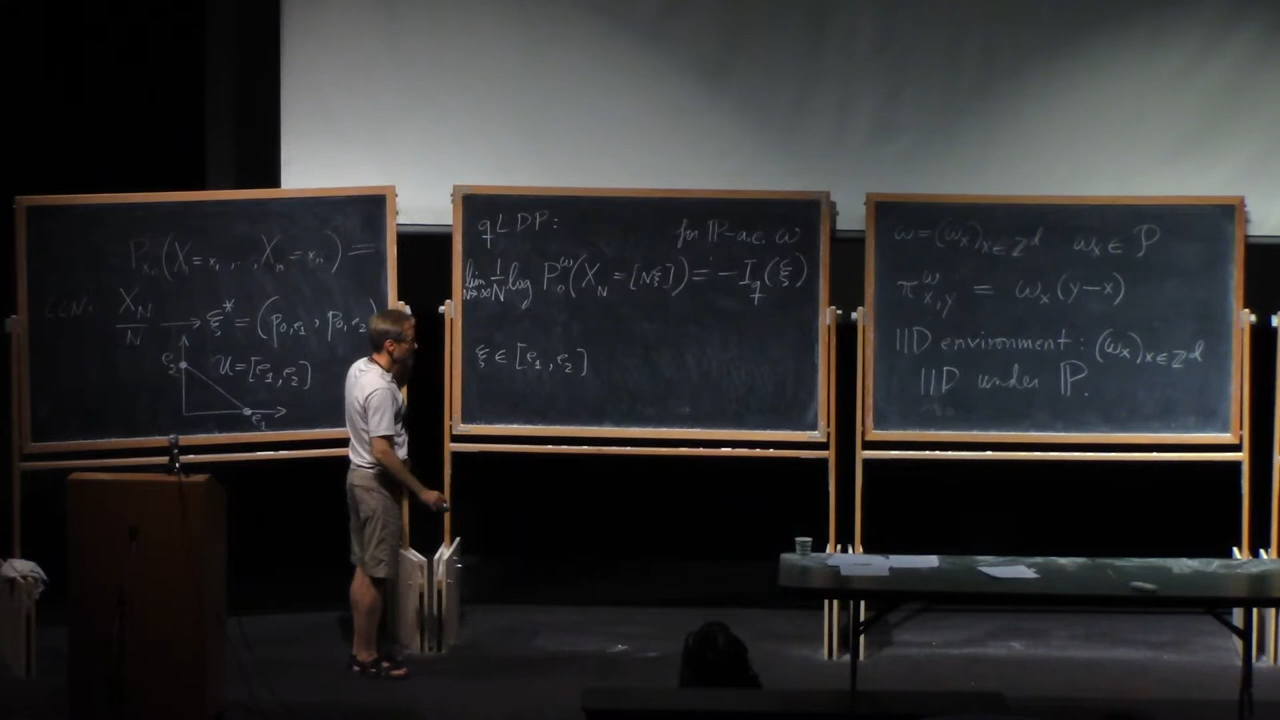 P_{x_0}(X_1 = x_1, ..., X_n = x_n) =
LLN. X_N/N → ξ* = (p_{0,e_1}, p_{0,e_2}
e_2 U = [e_1, e_2]
e_1
qLDP: for ℙ-a.e. ω
lim_{N→∞} 1/N log P_0^ω(X_N = [Nξ]) = -I_q(ξ)
ξ ∈ [e_1, e_2]
ω = (ω_x)_{x∈ℤ^d} ω_x ∈ 𝒫
π^ω_{x,y} = ω_x(y-x)
IID environment: (ω_x)_{x∈ℤ^d}
IID under ℙ.